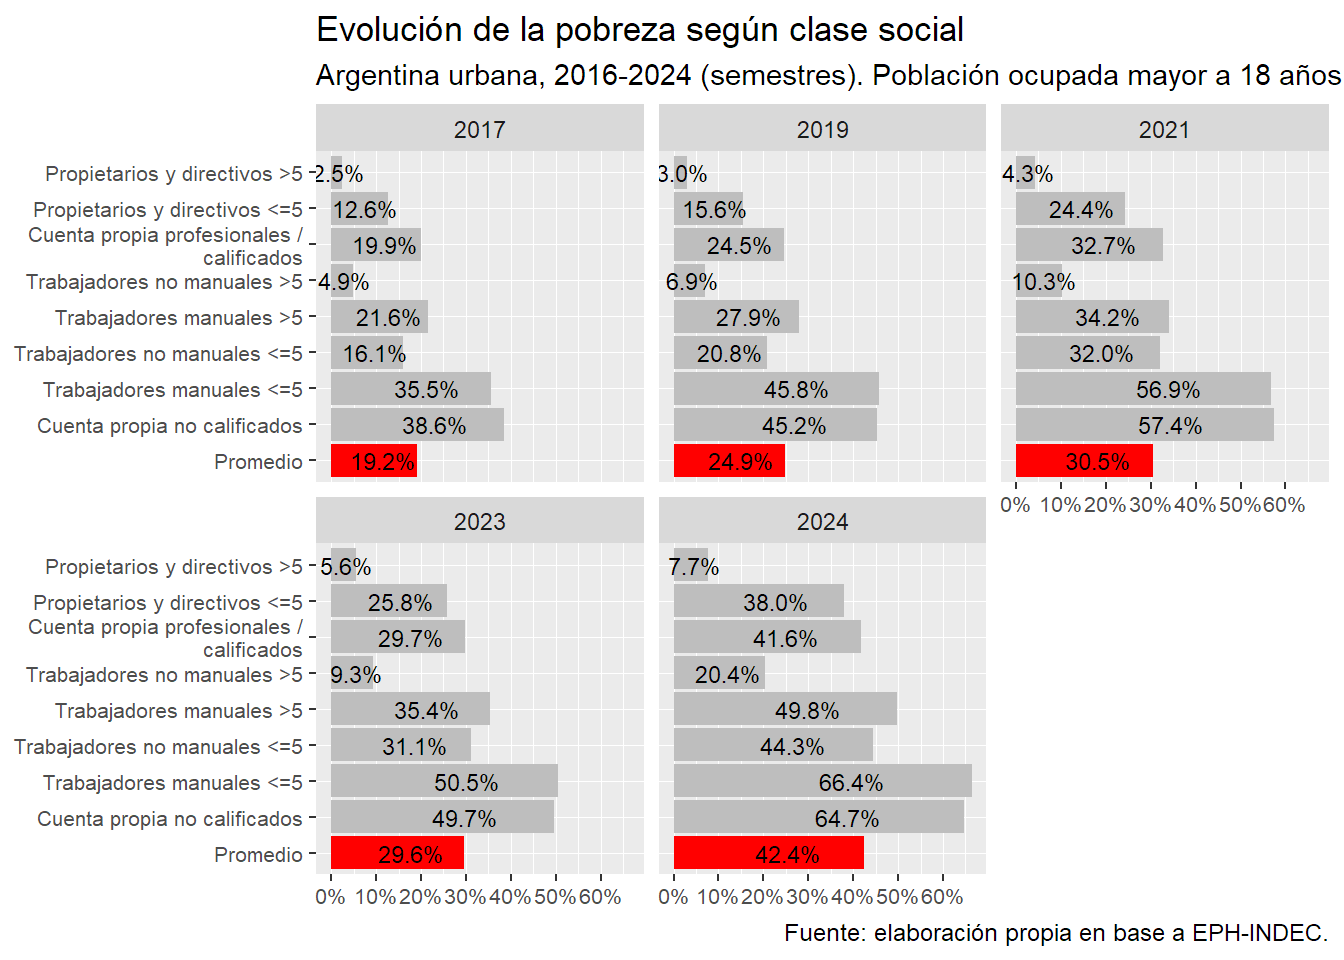 Evolución de la pobreza según clase social
Argentina urbana, 2016-2024 (semestres). Población ocupada mayor a 18 años
2017
2019
2021
Propietarios y directivos >5
2.5%
3.0%
4.3%
Propietarios y directivos <=5
12.6%
15.6%
24.4%
Cuenta propia profesionales /
calificados
19.9%
24.5%
32.7%
Trabajadores no manuales >5
4.9%
6.9%
10.3%
Trabajadores manuales >5
21.6%
27.9%
34.2%
Trabajadores no manuales <=5
16.1%
20.8%
32.0%
Trabajadores manuales <=5
35.5%
45.8%
56.9%
Cuenta propia no calificados
38.6%
45.2%
57.4%
Promedio
19.2%
24.9%
30.5%
0% 10% 20% 30% 40% 50% 60%
2023
2024
Propietarios y directivos >5
5.6%
7.7%
Propietarios y directivos <=5
25.8%
38.0%
Cuenta propia profesionales /
calificados
29.7%
41.6%
Trabajadores no manuales >5
9.3%
20.4%
Trabajadores manuales >5
35.4%
49.8%
Trabajadores no manuales <=5
31.1%
44.3%
Trabajadores manuales <=5
50.5%
66.4%
Cuenta propia no calificados
49.7%
64.7%
Promedio
29.6%
42.4%
0% 10% 20% 30% 40% 50% 60%
0% 10% 20% 30% 40% 50% 60%
Fuente: elaboración propia en base a EPH-INDEC.